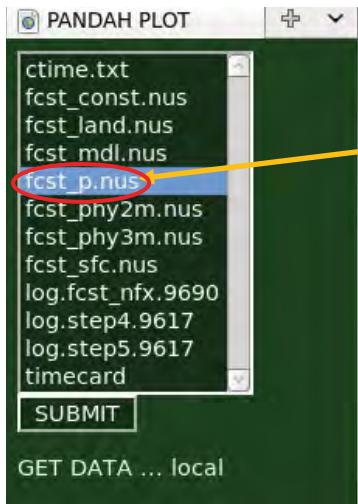 PANDAH PLOT
ctime.txt
fcst_const.nus
fcst_land.nus
fcst_mdl.nus
fcst_p.nus
fcst_phy2m.nus
fcst_phy3m.nus
fcst_sfc.nus
log.fcst_nfx.9690
log.step4.9617
log.step5.9617
timecard
SUBMIT
GET DATA ... local